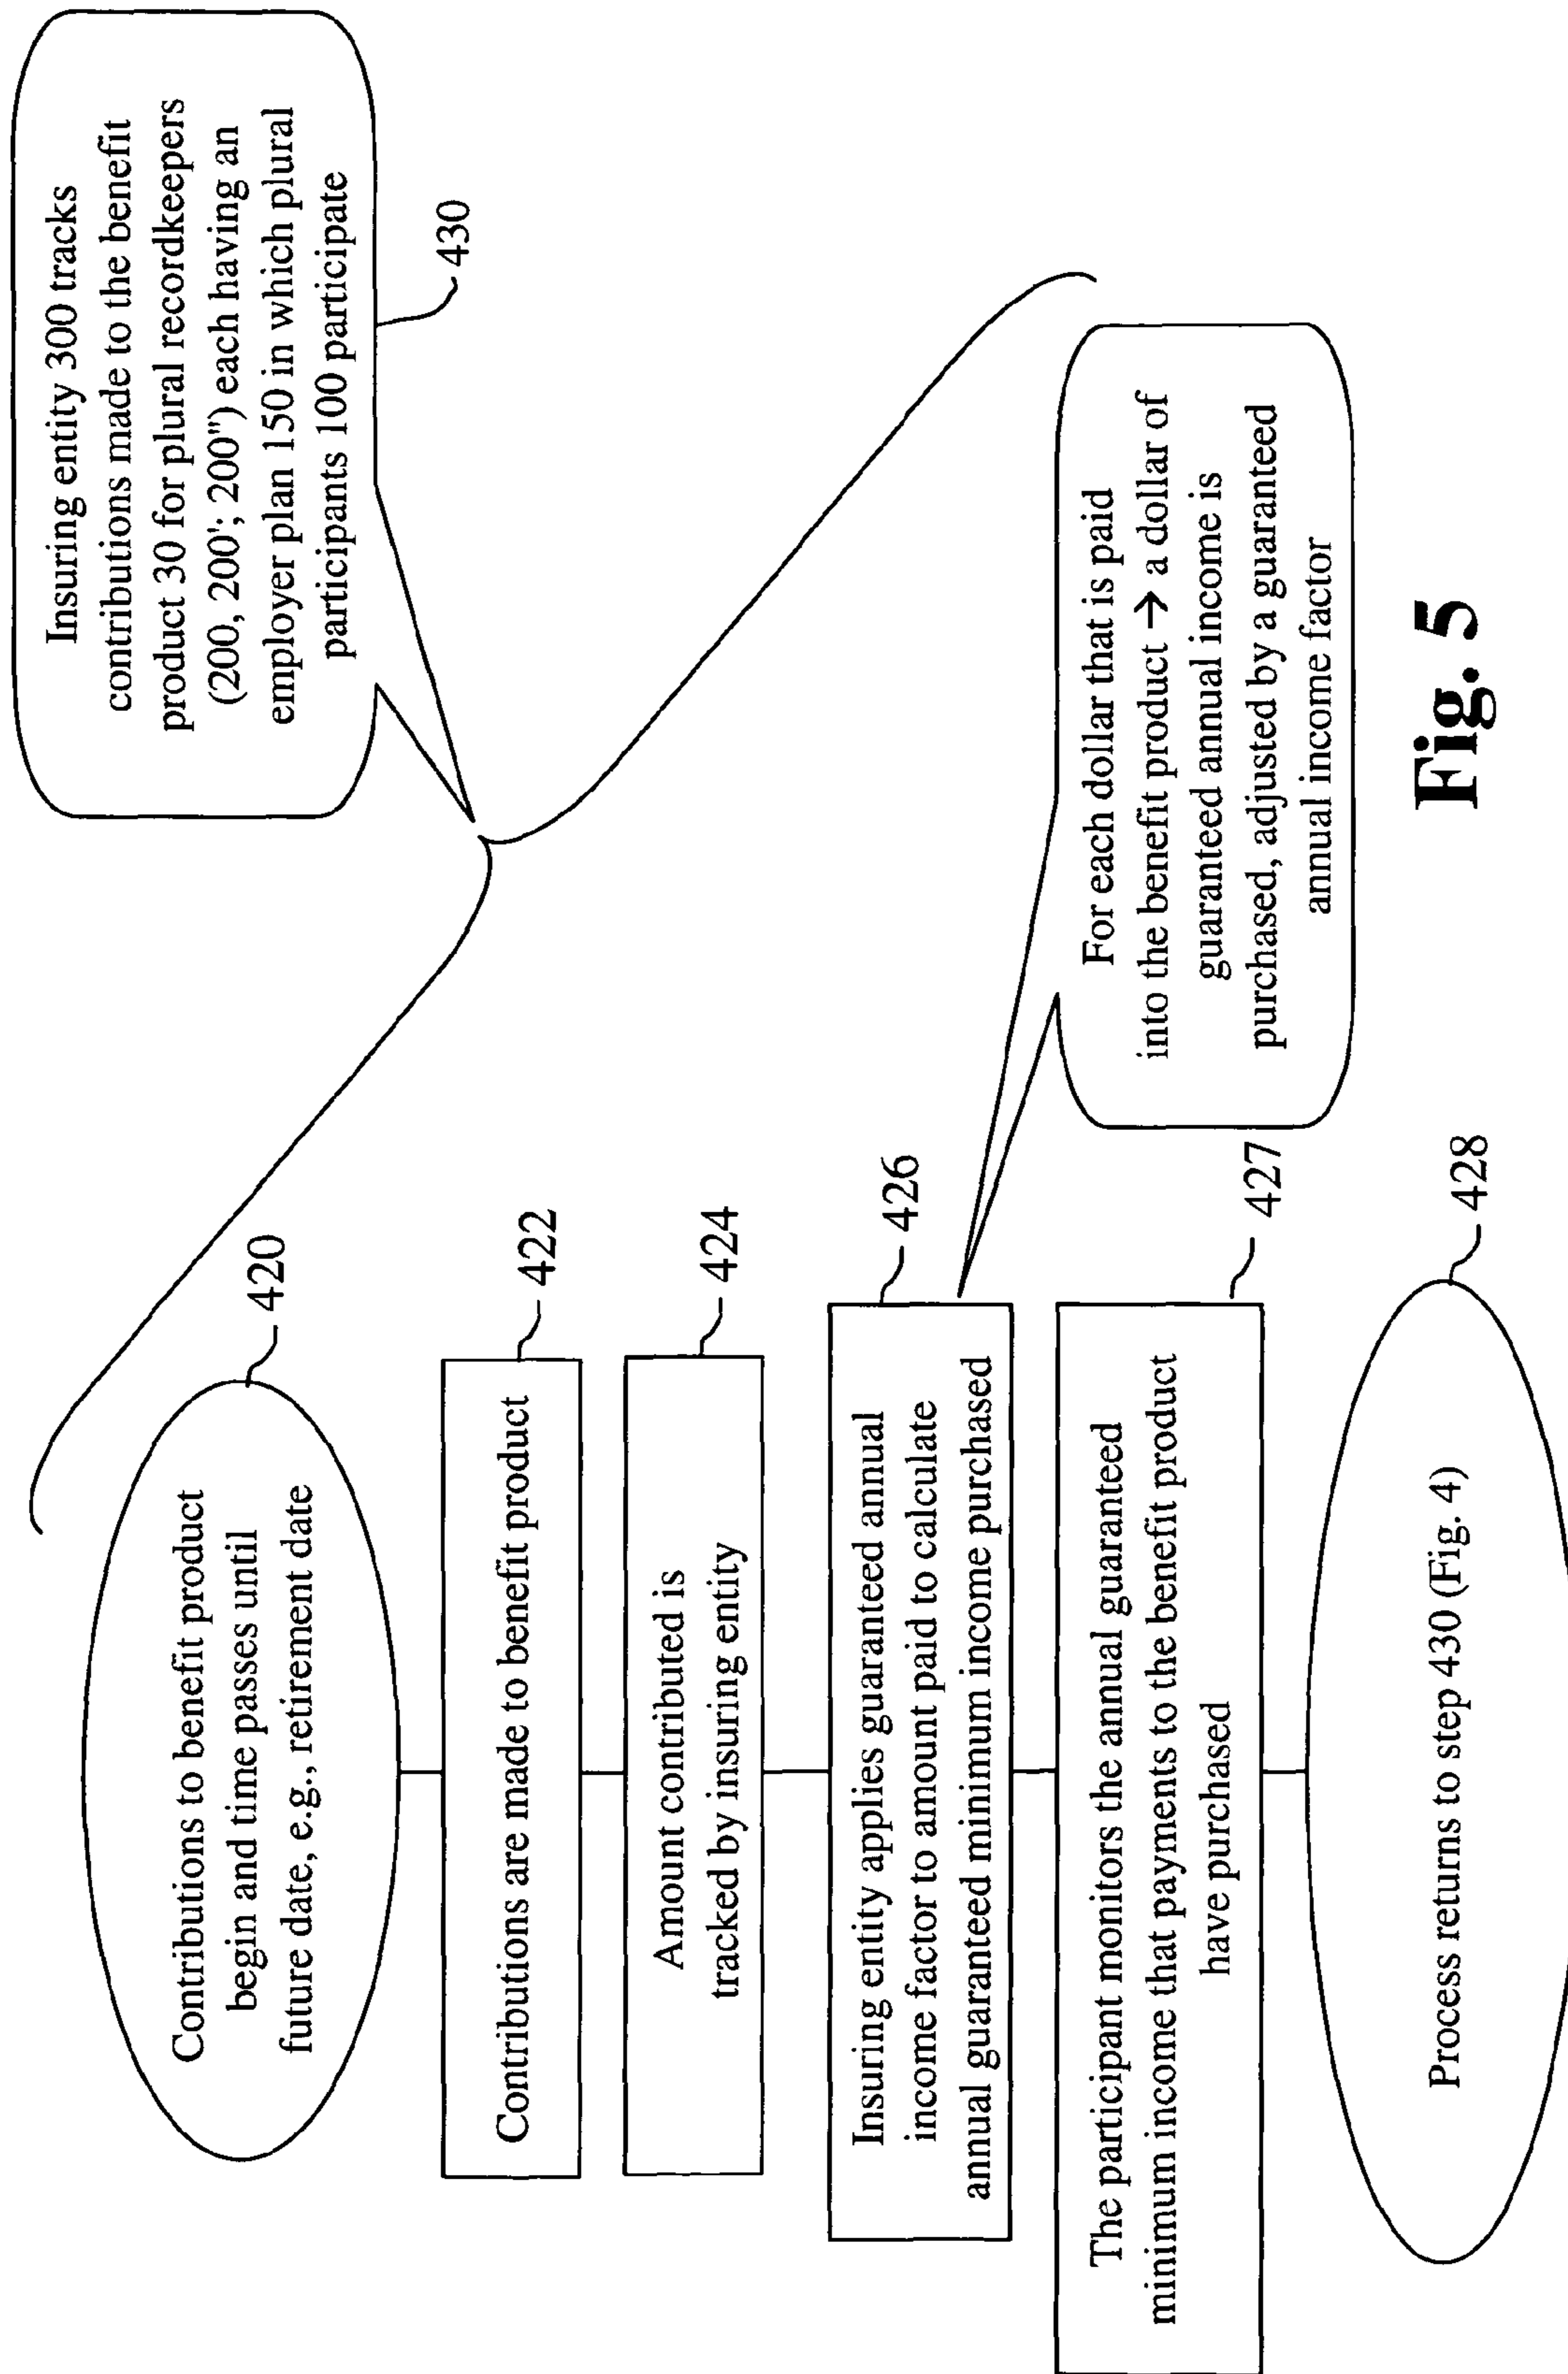 Contributions to benefit product
begin and time passes until
future date, e.g., retirement date
420
Contributions are made to benefit product
422
Amount contributed is
tracked by insuring entity
424
Insuring entity applies guaranteed annual
income factor to amount paid to calculate
annual guaranteed minimum income purchased
426
The participant monitors the annual guaranteed
minimum income that payments to the benefit product
have purchased
427
Process returns to step 430 (Fig. 4)
428
Insuring entity 300 tracks
contributions made to the benefit
product 30 for plural recordkeepers
(200, 200'; 200") each having an
employer plan 150 in which plural
participants 100 participate
430
For each dollar that is paid
into the benefit product → a dollar of
guaranteed annual income is
purchased, adjusted by a guaranteed
annual income factor
Fig. 5